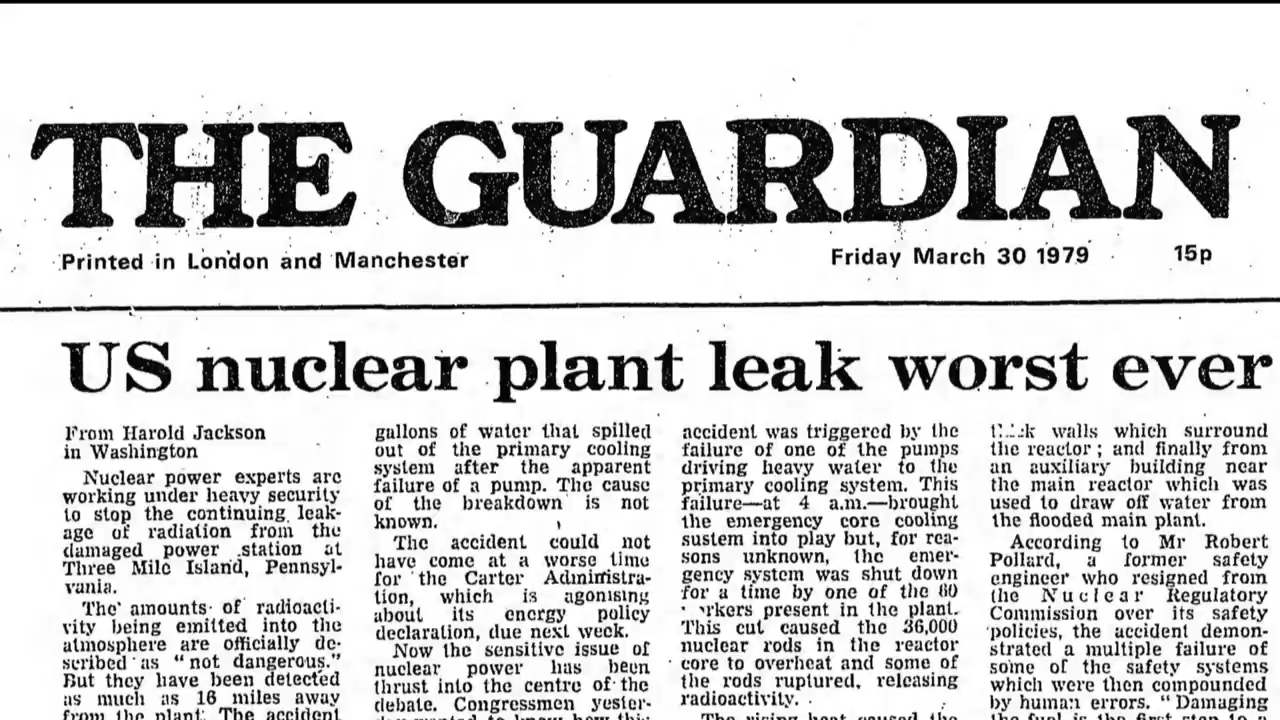 THE GUARDIAN
Printed in London and Manchester
Friday March 30 1979
15p
US nuclear plant leak worst ever
From Harold Jackson
in Washington
Nuclear power experts are
working under heavy security
to stop the continuing leak-
age of radiation from the
damaged power station at
Three Mile Island, Pennsyl-
vania.
The amounts of radioacti-
vity being emitted into the
atmosphere are officially de-
scribed as "not dangerous."
But they have been detected
as much as 16 miles away
from the plant. The accident
gallons of water that spilled
out of the primary cooling
system after the apparent
failure of a pump. The cause
of the breakdown is not
known.
The accident could not
have come at a worse time
for the Carter Administra-
tion, which is agonising
about its energy policy
declaration, due next week.
Now the sensitive issue of
nuclear power has been
thrust into the centre of the
debate. Congressmen yester-
wanted to know how this
accident was triggered by the
failure of one of the pumps
driving heavy water to the
primary cooling system. This
failure—at 4 a.m.—brought
the emergency core cooling
sustem into play but, for rea-
sons unknown, the emer-
gency system was shut down
for a time by one of the 60
present in the plant.
This cut caused the 36,000
nuclear rods in the reactor
core to overheat and some of
the rods ruptured, releasing
radioactivity.
The rising heat caused the
walls which surround
the reactor; and finally from
an auxiliary building near
the main reactor which was
used to draw off water from
the flooded main plant.
According to Mr Robert
Pollard, a former safety
engineer who resigned from
the Nuclear Regulatory
Commission over its safety
policies, the accident demon-
strated a multiple failure of
some of the safety systems
which were then compounded
by human errors. "Damaging
the fuel is the first step to a